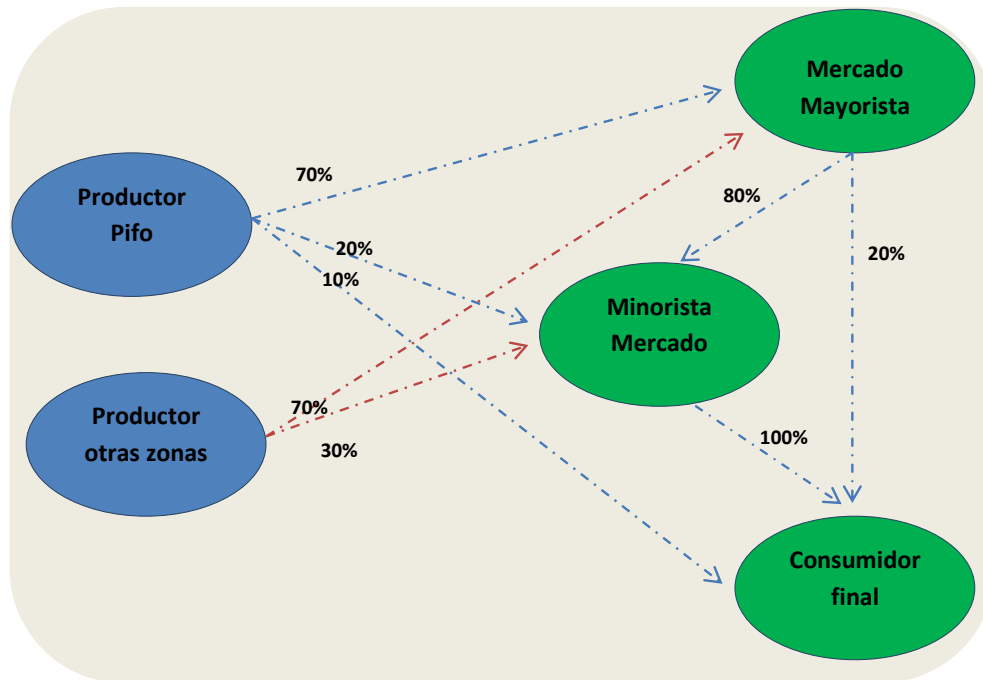 Mercado
Mayorista
70%
Productor
Pifo
80%
20%
20%
10%
Minorista
Mercado
Productor
otras zonas
70%
30%
100%
Consumidor
final